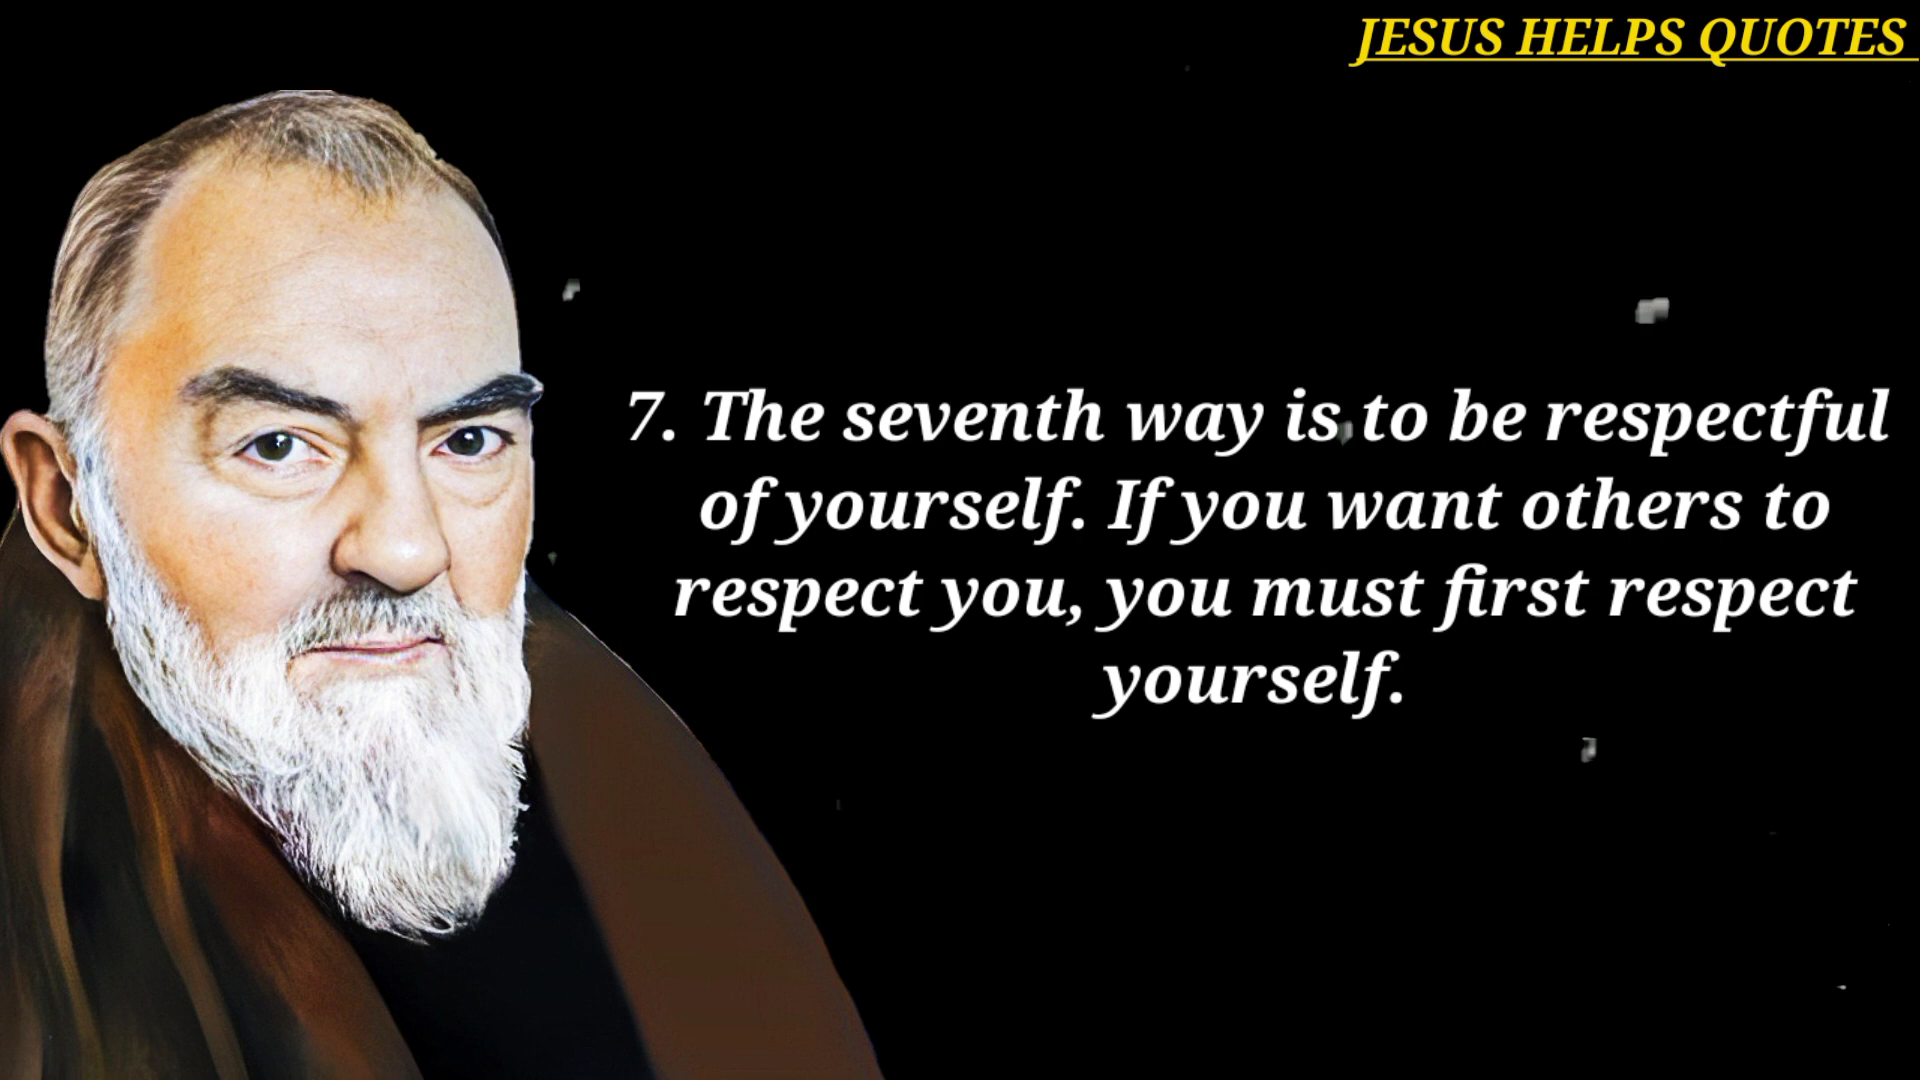 JESUS HELPS QUOTES
7. The seventh way is to be respectful
of yourself. If you want others to
respect you, you must first respect
yourself.